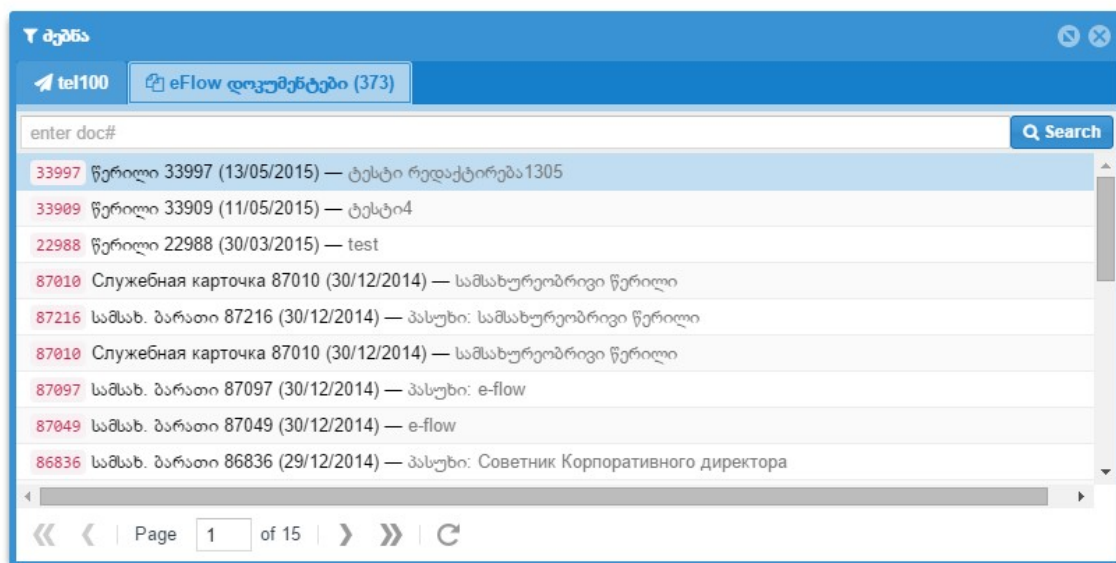 ძებნა
tel100 eFlow დოკუმენტები (373)
enter doc# Search
33997 წერილი 33997 (13/05/2015) — ტესტი რედაქტირება1305
33909 წერილი 33909 (11/05/2015) — ტესტი4
22988 წერილი 22988 (30/03/2015) — test
87010 Служебная карточка 87010 (30/12/2014) — სამსახურეობრივი წერილი
87216 სამსახ. ბარათი 87216 (30/12/2014) — პასუხი: სამსახურეობრივი წერილი
87010 Служебная карточка 87010 (30/12/2014) — სამსახურეობრივი წერილი
87097 სამსახ. ბარათი 87097 (30/12/2014) — პასუხი: e-flow
87049 სამსახ. ბარათი 87049 (30/12/2014) — e-flow
86836 სამსახ. ბარათი 86836 (29/12/2014) — პასუხი: Советник Корпоративного директора
Page 1 of 15